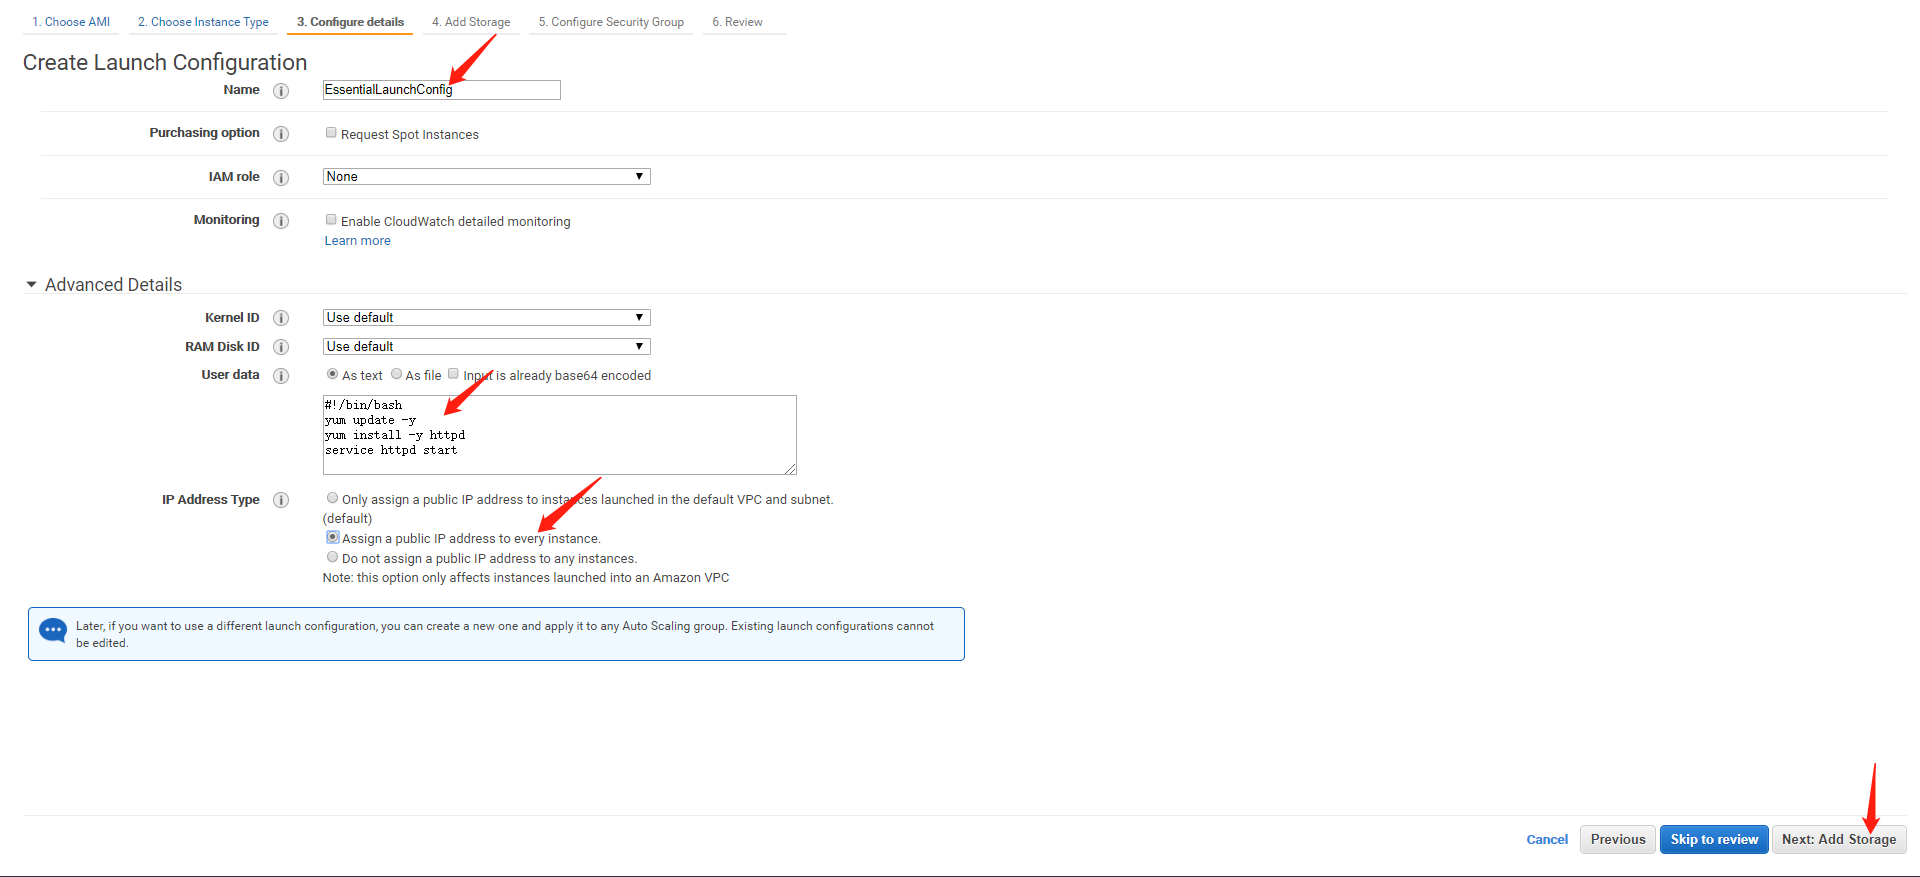 1. Choose AMI 2. Choose Instance Type 3. Configure details 4. Add Storage 5. Configure Security Group 6. Review
Create Launch Configuration
Name i EssentialLaunchConfig
Purchasing option i Request Spot Instances
IAM role i None
Monitoring i Enable CloudWatch detailed monitoring
Learn more
Advanced Details
Kernel ID i Use default
RAM Disk ID i Use default
User data i As text As file Input is already base64 encoded
#!/bin/bash
yum update -y
yum install -y httpd
service httpd start
IP Address Type i Only assign a public IP address to instances launched in the default VPC and subnet.
(default)
Assign a public IP address to every instance.
Do not assign a public IP address to any instances.
Note: this option only affects instances launched into an Amazon VPC
Later, if you want to use a different launch configuration, you can create a new one and apply it to any Auto Scaling group. Existing launch configurations cannot
be edited.
Cancel Previous Skip to review Next: Add Storage